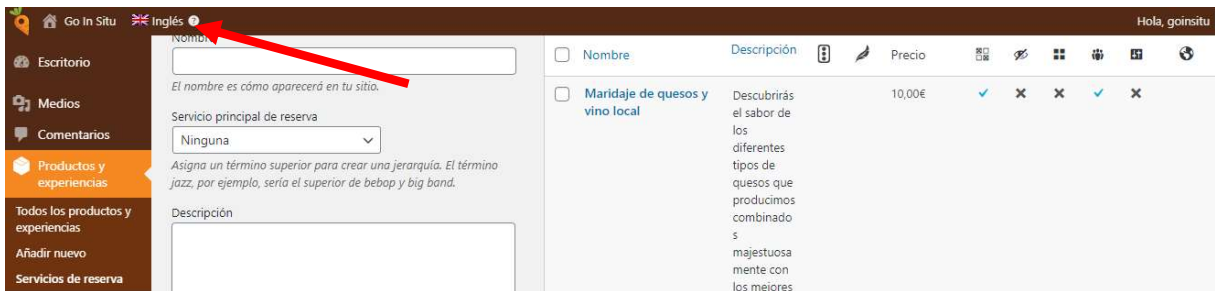 Go In Situ Inglés ? Hola, goinsitu
Escritorio
Medios
Comentarios
Productos y
experiencias
Todos los productos y
experiencias
Añadir nuevo
Servicios de reserva
Nombre
El nombre es cómo aparecerá en tu sitio.
Servicio principal de reserva
Ninguna
Asigna un término superior para crear una jerarquía. El término
jazz, por ejemplo, sería el superior de bebop y big band.
Descripción
Nombre Descripción Precio
Maridaje de quesos y
vino local
Descubrirás
el sabor de
los
diferentes
tipos de
quesos que
producimos
combinado
s
majestuosa
mente con
los mejores
10,00€